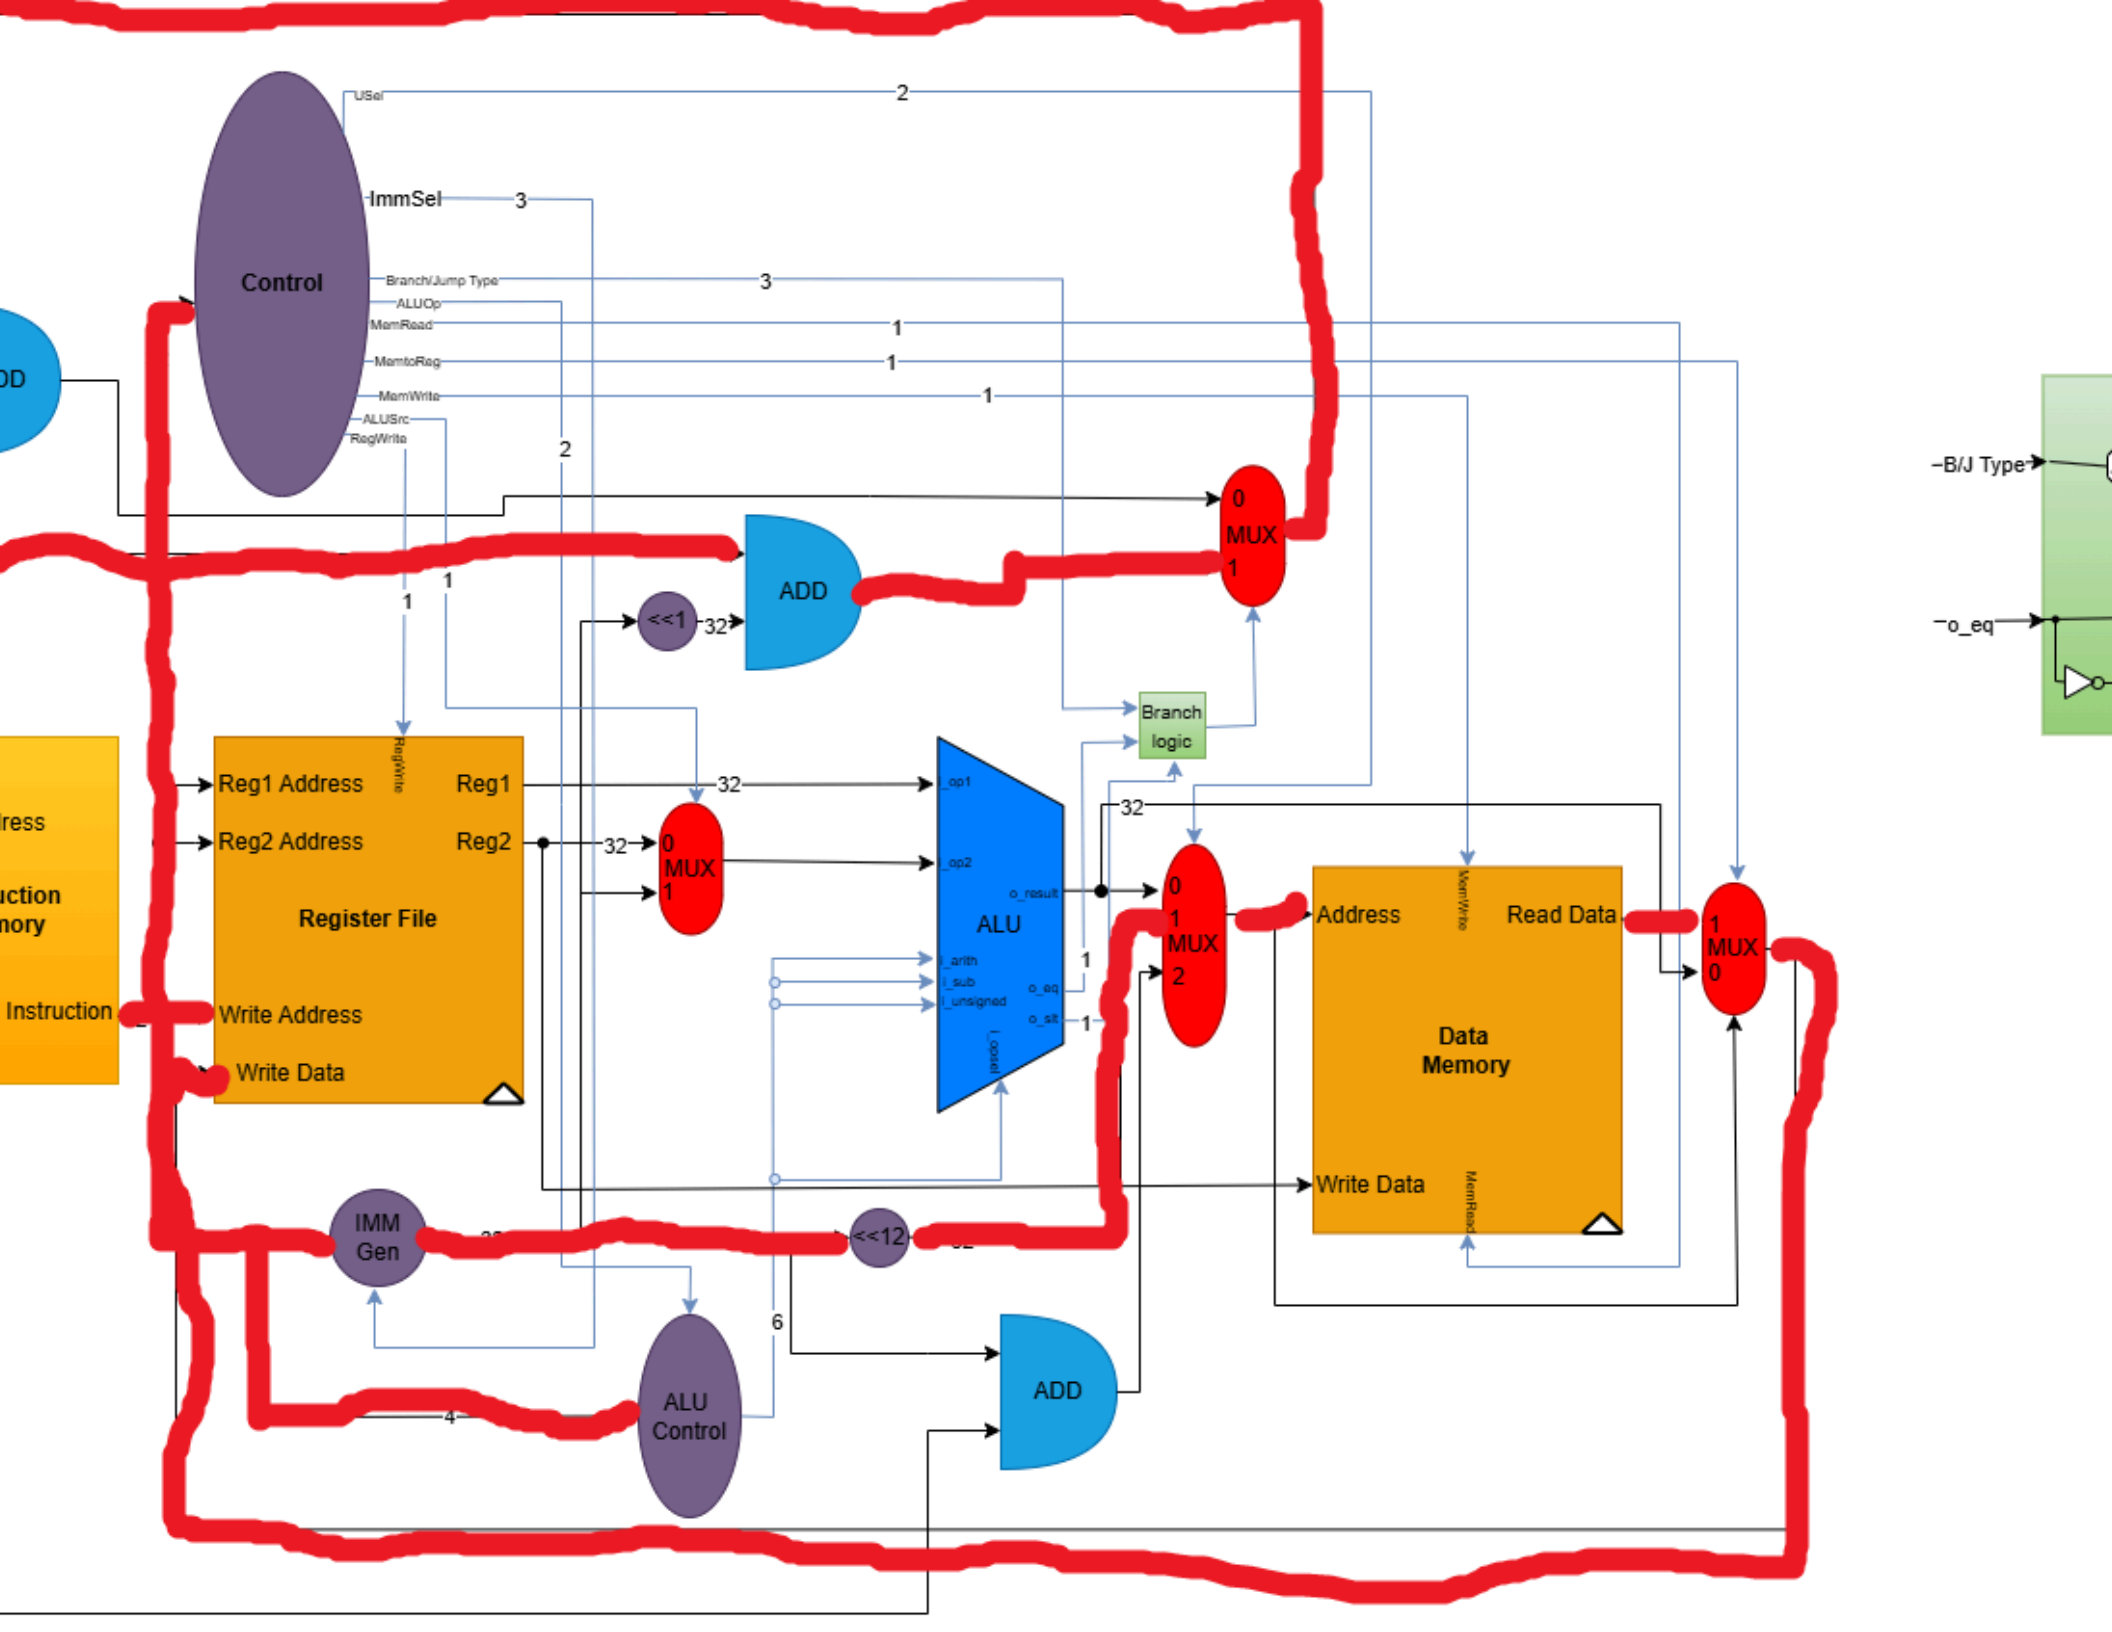 USel
2
ImmSel
3
Control
Branch/Jump Type
3
ALUOp
MemRead
1
MemtoReg
1
MemWrite
1
ALUSrc
RegWrite
2
1
1
0
MUX
1
ADD
<<1
32
B/J Type
o_eq
Branch
logic
RegWrite
Reg1 Address
Reg1
32
Reg2 Address
Reg2
32
0
MUX
1
Register File
Instruction
Write Address
Write Data
i_op1
i_op2
o_result
ALU
i_arith
i_sub
i_unsigned
o_eq
o_slt
i_opsel
1
1
32
0
1
MUX
2
MemWrite
Address
Read Data
Data
Memory
Write Data
MemRead
1
MUX
0
IMM
Gen
<<12
6
ALU
Control
4
ADD